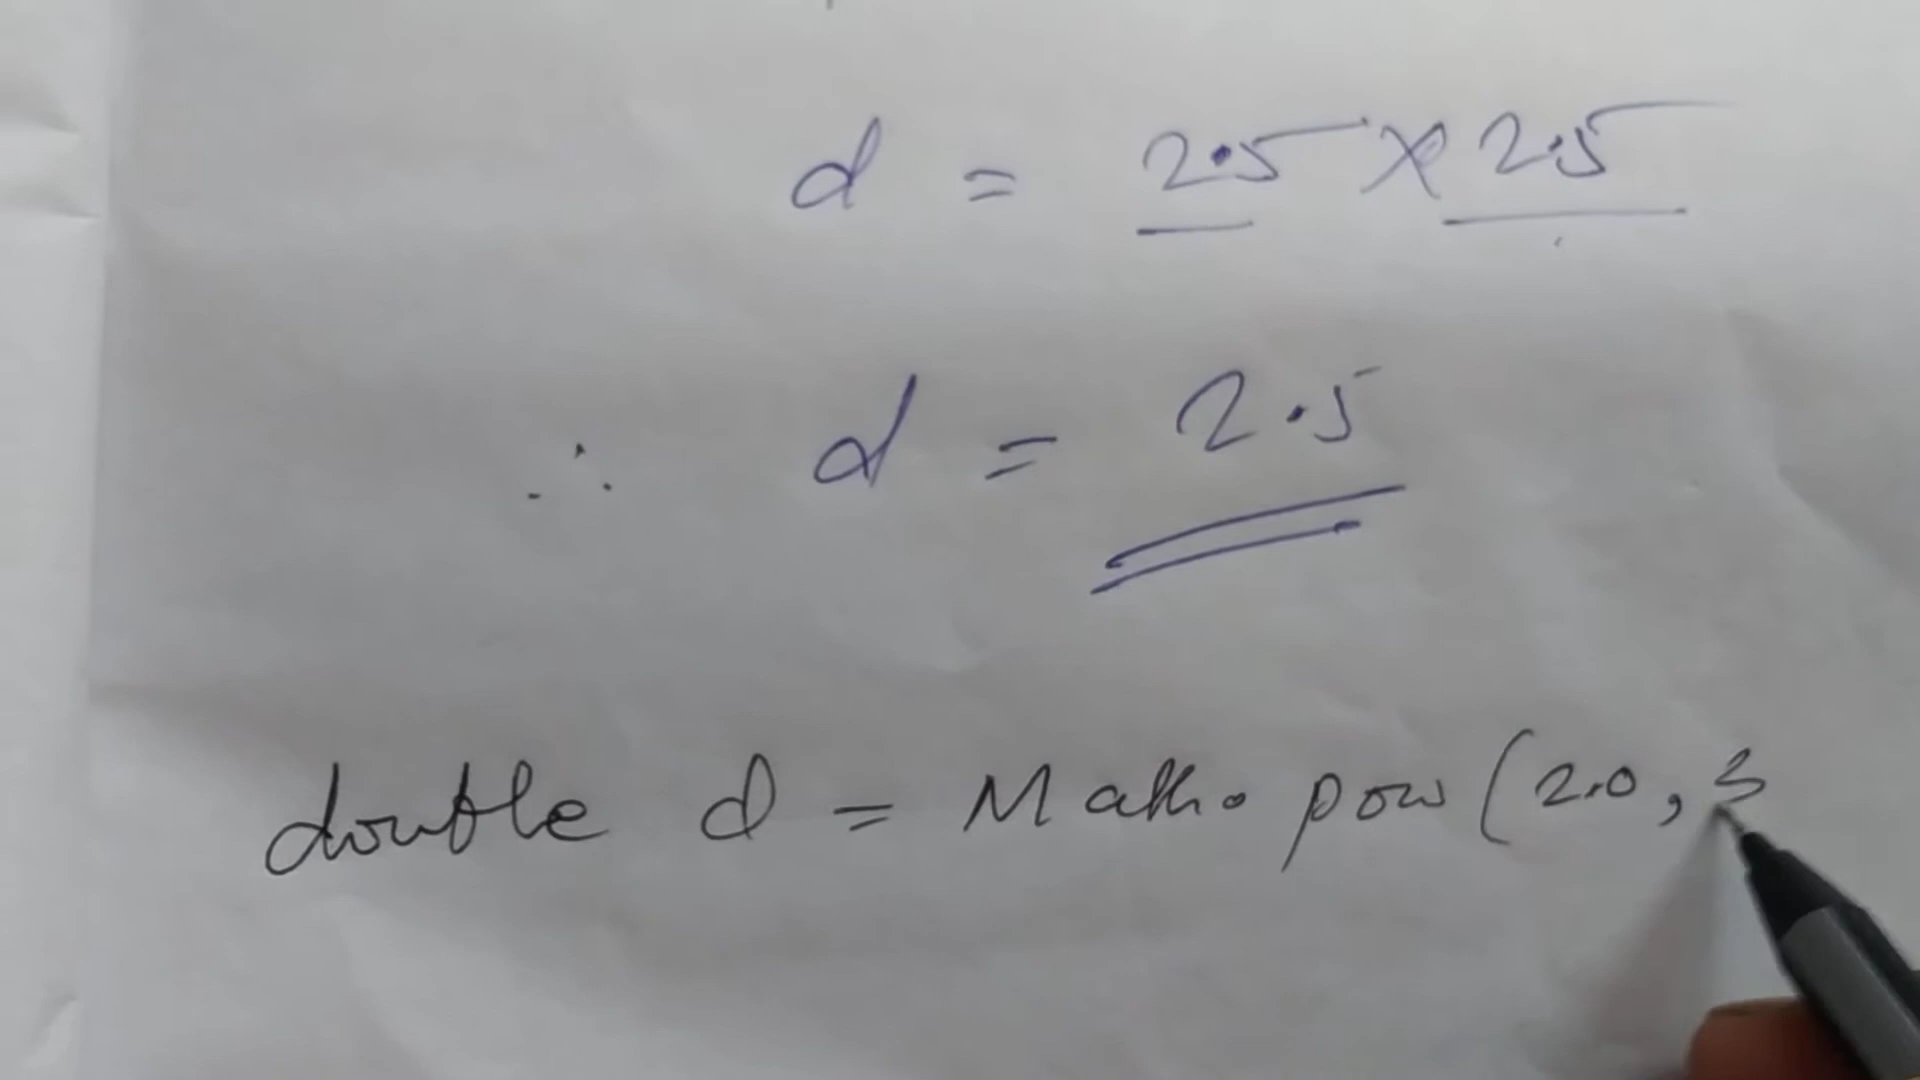 d = 2.5 × 2.5
∴ d = 2.5
double d = Math.pow(2.0, 3